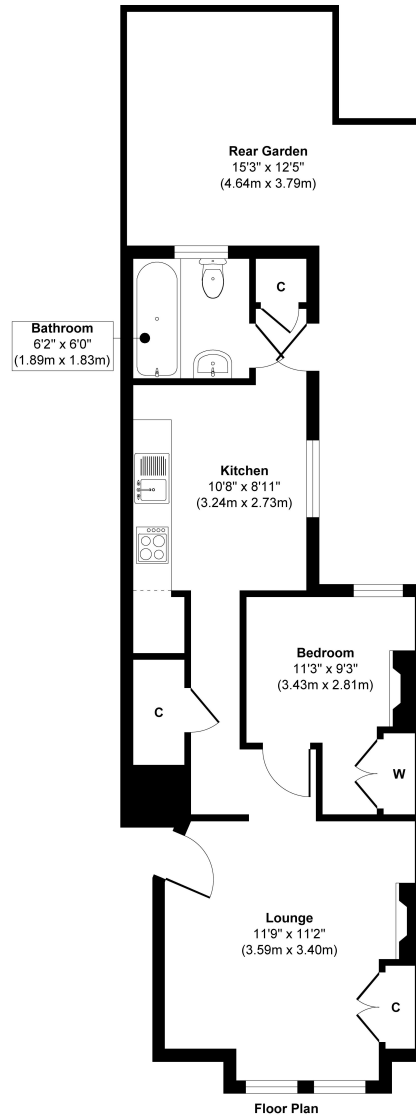 Rear Garden
15'3" x 12'5"
(4.64m x 3.79m)
C
Bathroom
6'2" x 6'0"
(1.89m x 1.83m)
Kitchen
10'8" x 8'11"
(3.24m x 2.73m)
Bedroom
11'3" x 9'3"
(3.43m x 2.81m)
C
W
Lounge
11'9" x 11'2"
(3.59m x 3.40m)
C
Floor Plan